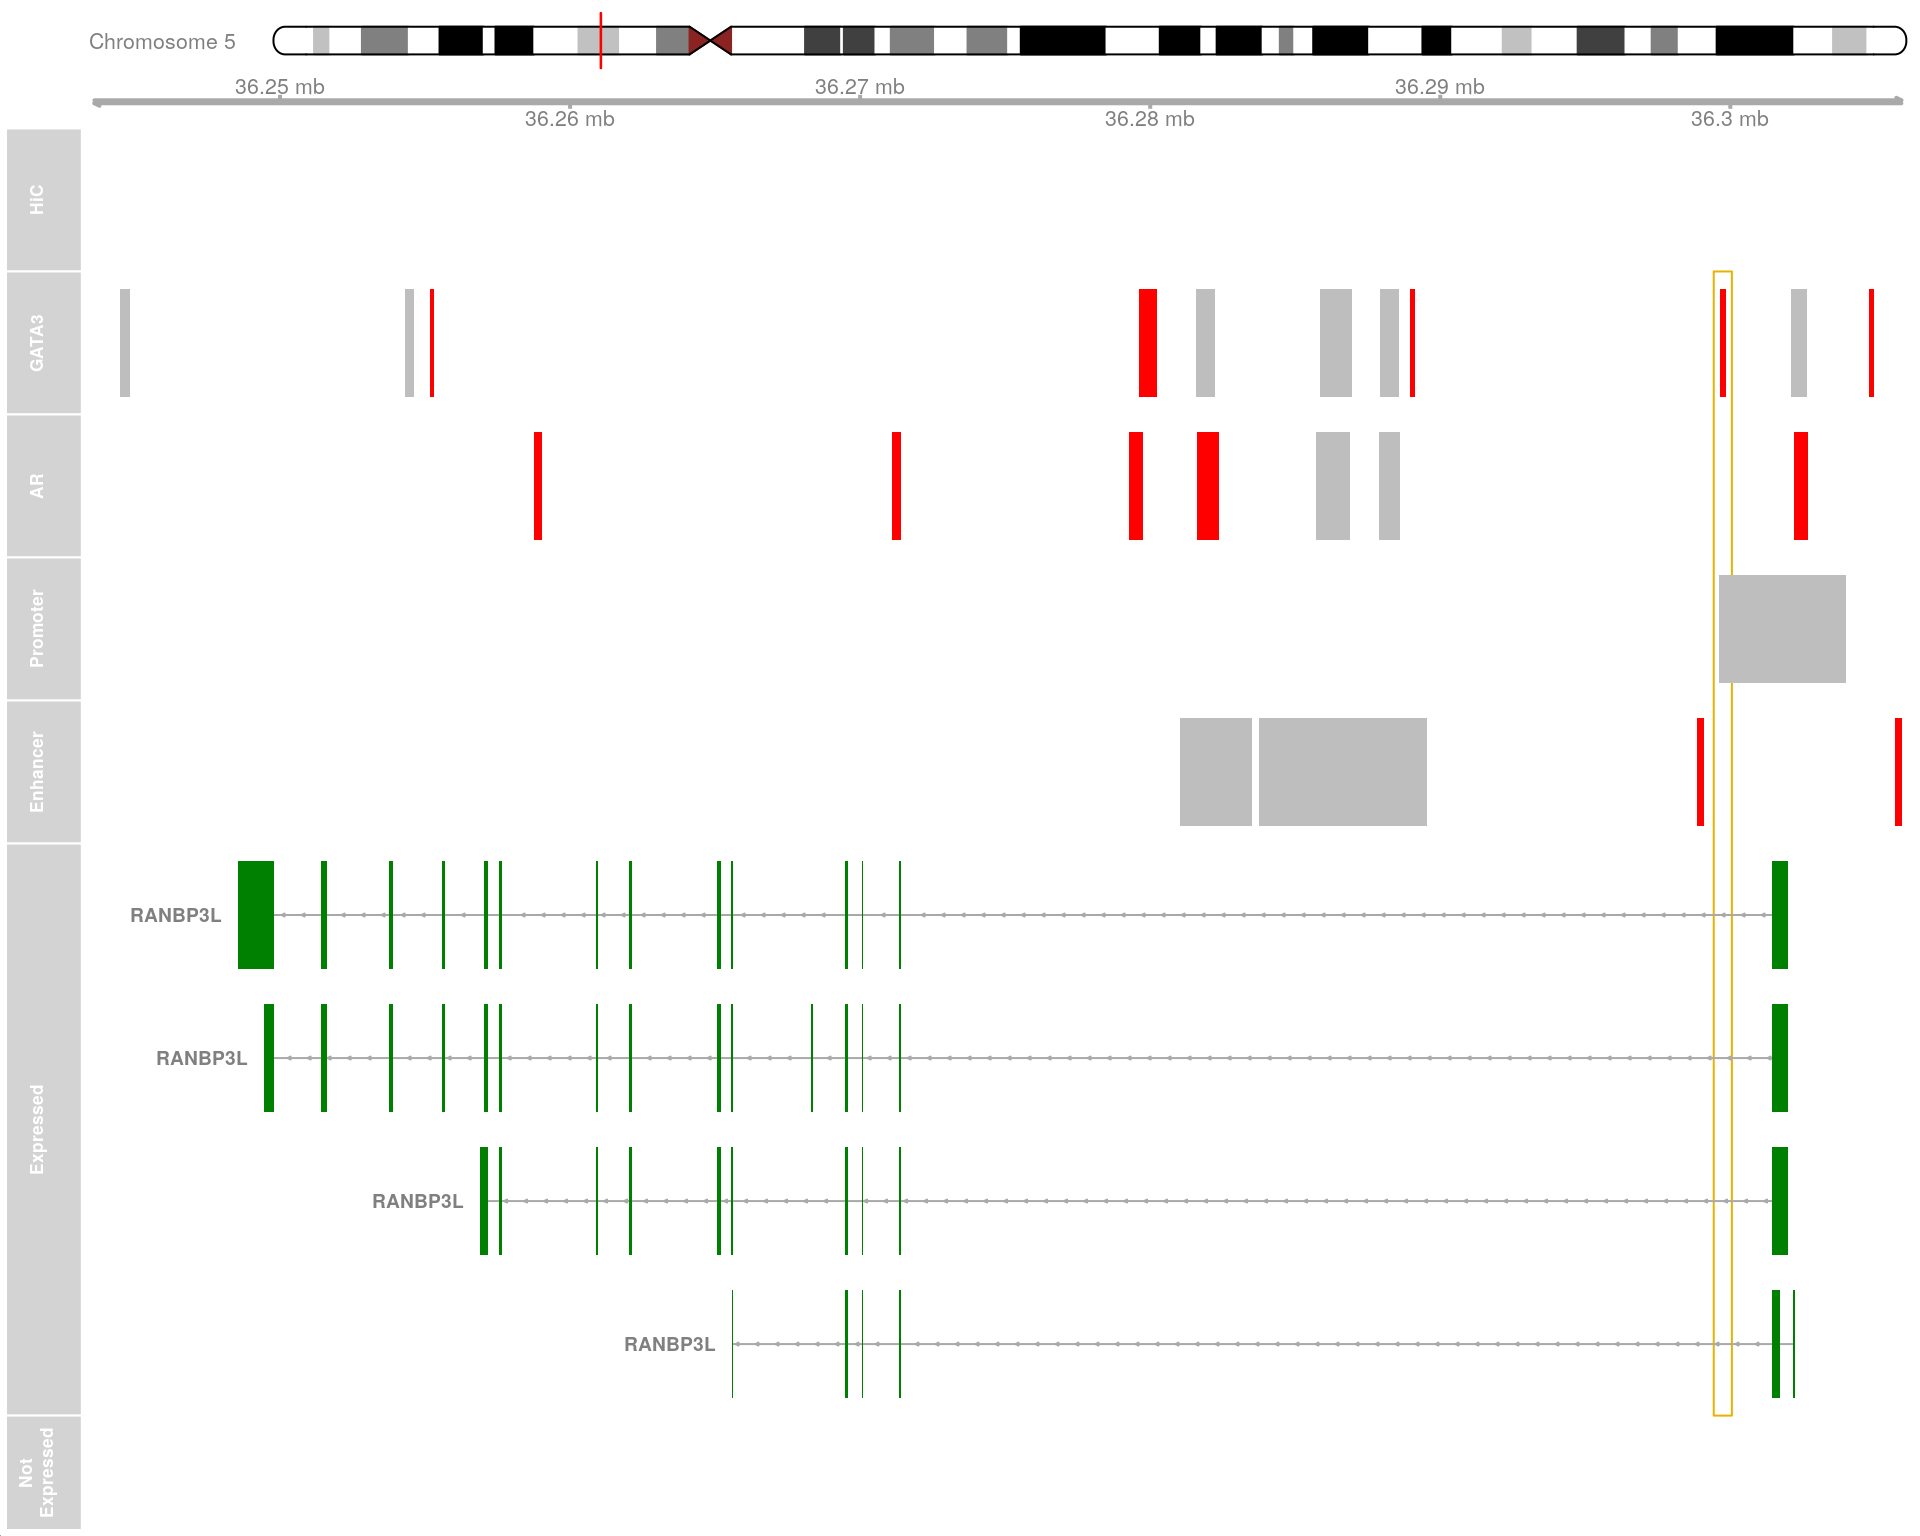 Chromosome 5
36.25 mb
36.27 mb
36.29 mb
36.26 mb
36.28 mb
36.3 mb
HiC
GATA3
AR
Promoter
Enhancer
Expressed
RANBP3L
RANBP3L
RANBP3L
RANBP3L
Not
Expressed